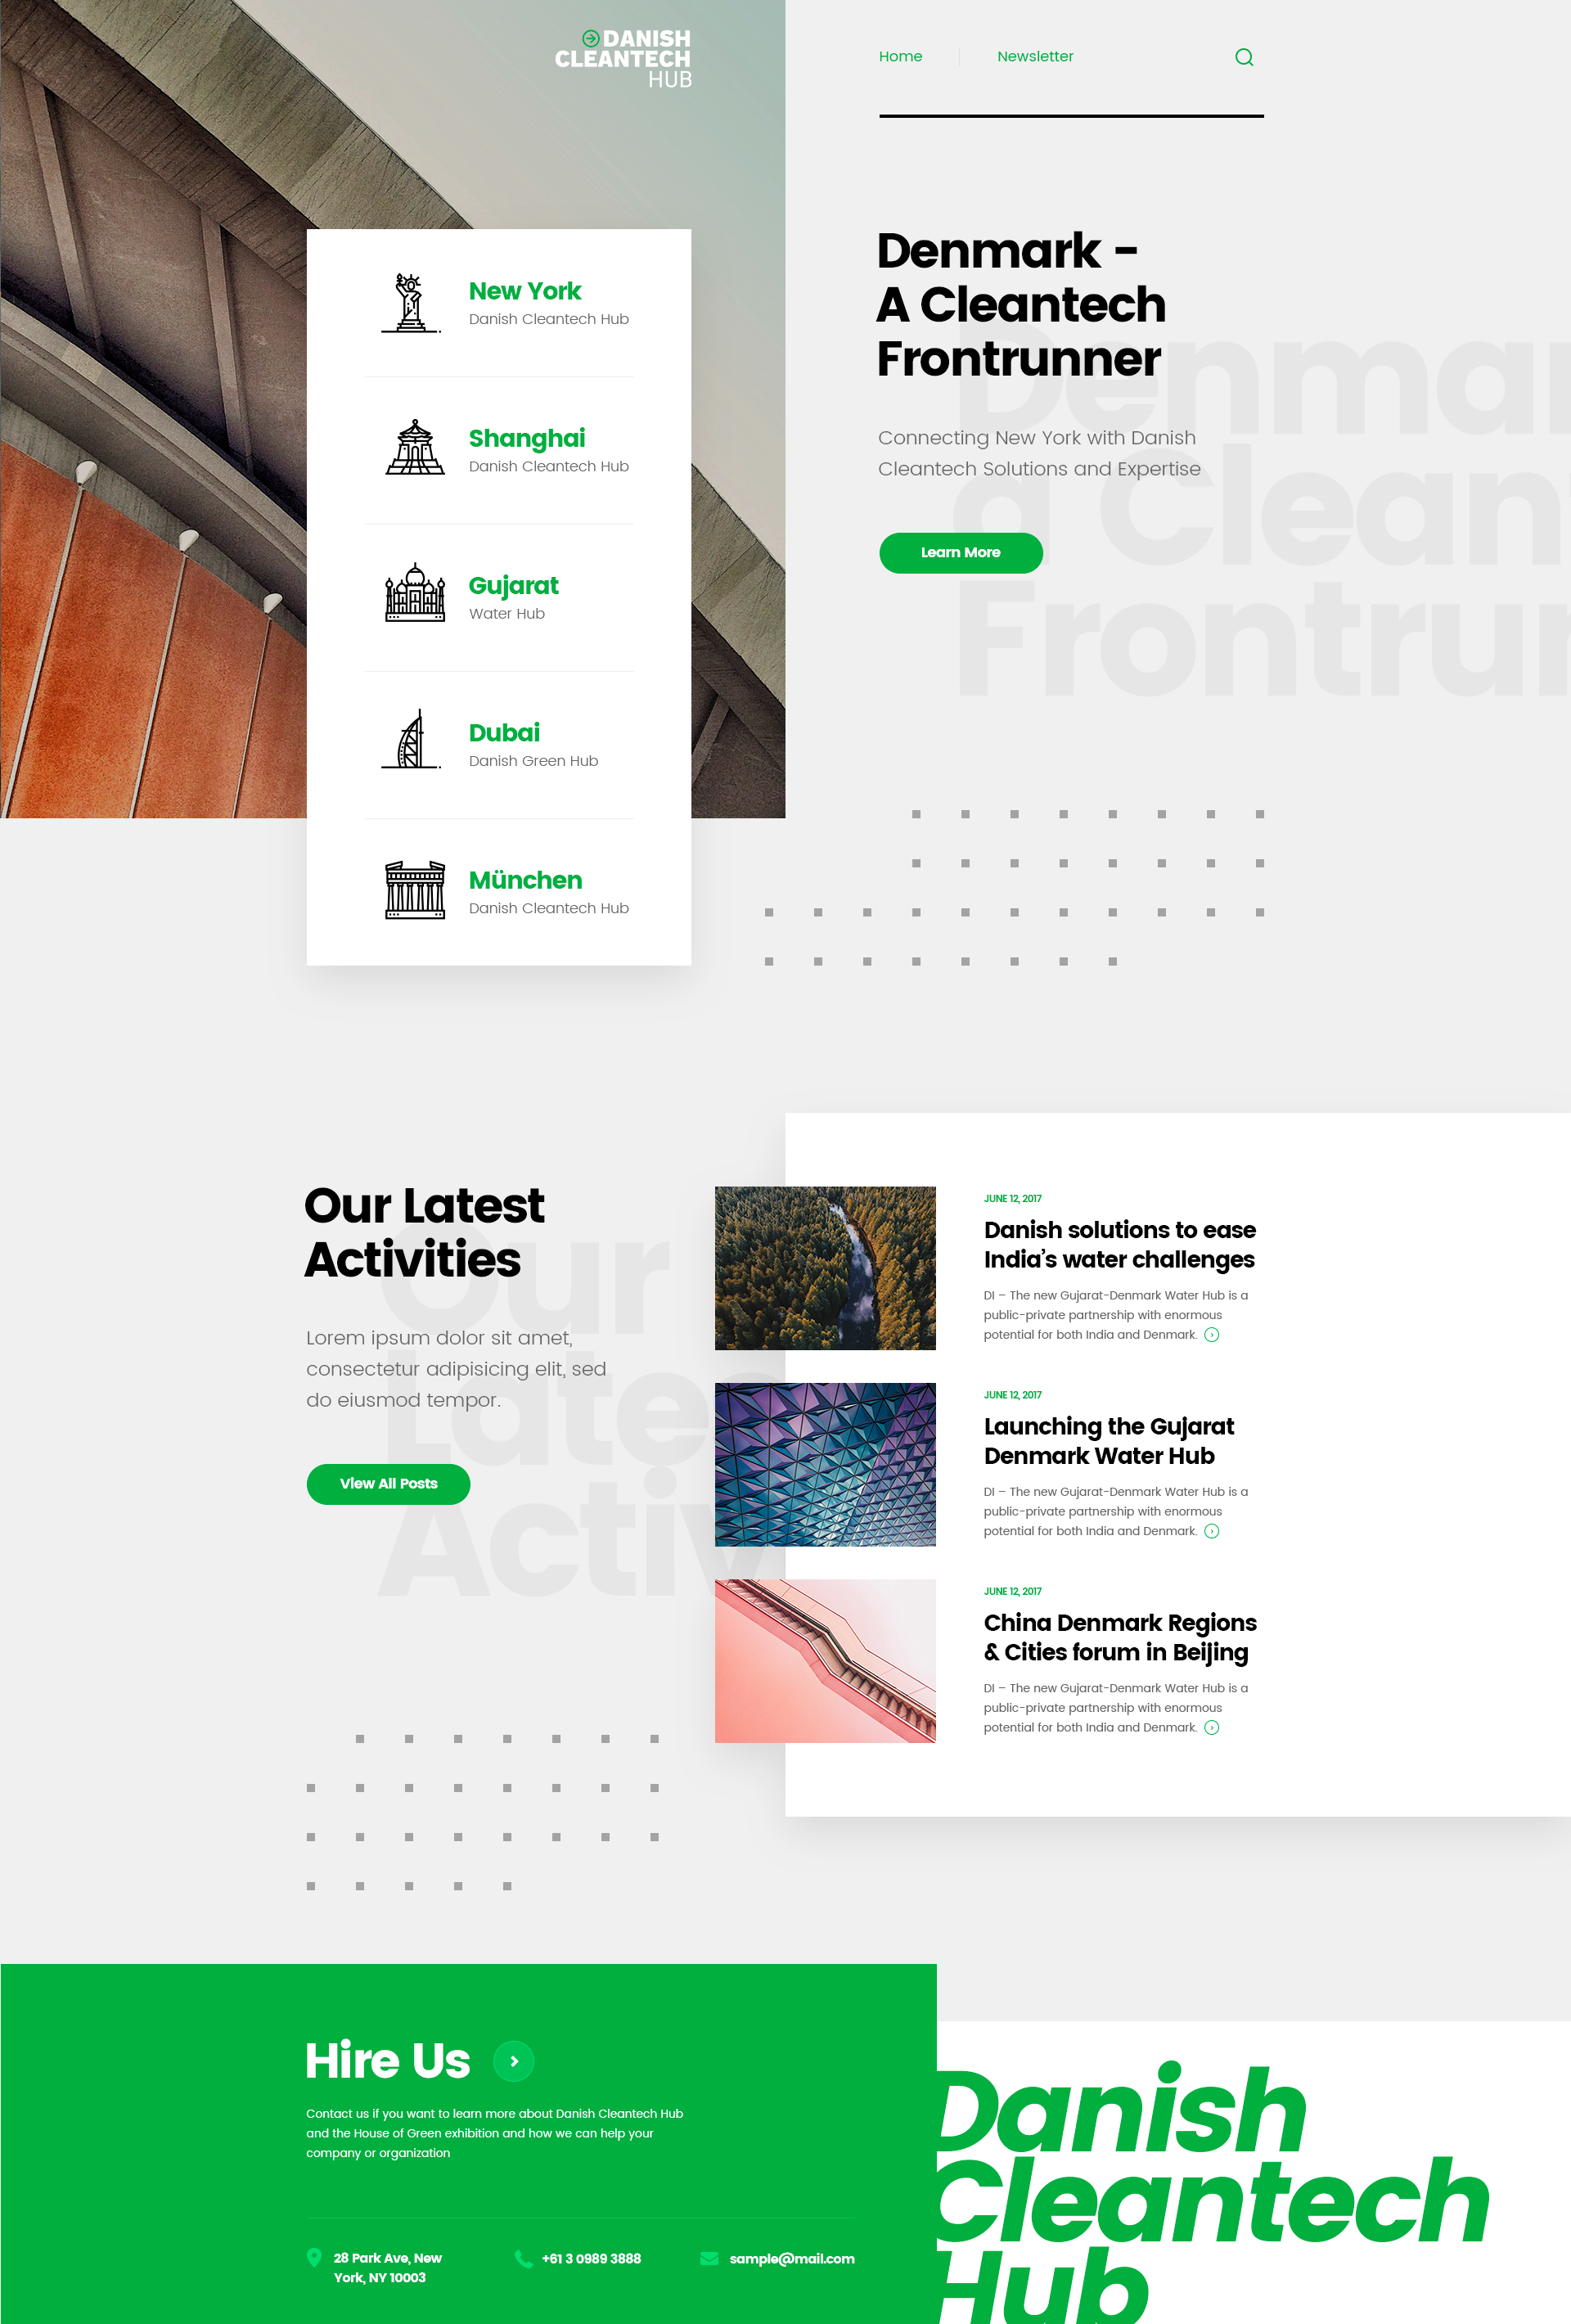 DANISH
CLEANTECH
HUB
Home
Newsletter
New York
Danish Cleantech Hub
Shanghai
Danish Cleantech Hub
Gujarat
Water Hub
Dubai
Danish Green Hub
München
Danish Cleantech Hub
Denmark -
A Cleantech
Frontrunner
Denmar
a Clean
Frontrur
Connecting New York with Danish
Cleantech Solutions and Expertise
Learn More
Our Latest
Activities
Our
Lates
Activ
Lorem ipsum dolor sit amet,
consectetur adipisicing elit, sed
do eiusmod tempor.
View All Posts
JUNE 12, 2017
Danish solutions to ease
India's water challenges
DI – The new Gujarat-Denmark Water Hub is a
public-private partnership with enormous
potential for both India and Denmark.
JUNE 12, 2017
Launching the Gujarat
Denmark Water Hub
DI – The new Gujarat-Denmark Water Hub is a
public-private partnership with enormous
potential for both India and Denmark.
JUNE 12, 2017
China Denmark Regions
& Cities forum in Beijing
DI – The new Gujarat-Denmark Water Hub is a
public-private partnership with enormous
potential for both India and Denmark.
Hire Us
Contact us if you want to learn more about Danish Cleantech Hub
and the House of Green exhibition and how we can help your
company or organization
28 Park Ave, New
York, NY 10003
+61 3 0989 3888
sample@mail.com
Danish
Cleantech
Hub